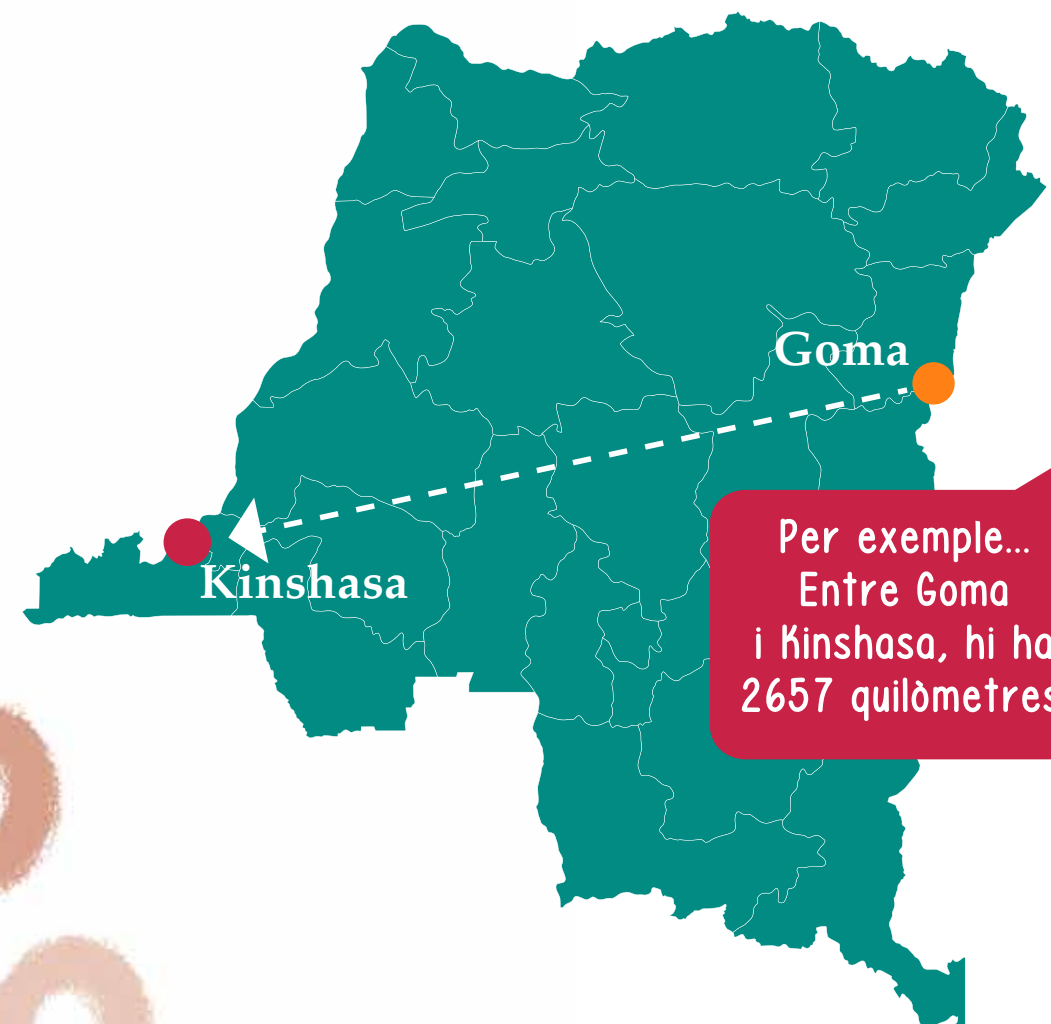 Goma
Kinshasa
Per exemple...
Entre Goma
i Kinshasa, hi ha
2657 quilòmetres